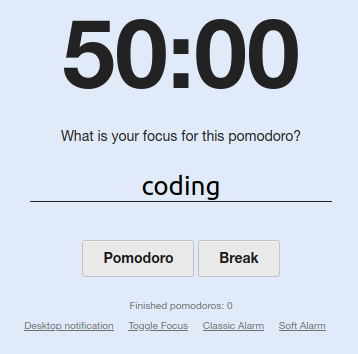 50:00
What is your focus for this pomodoro?
coding
Pomodoro Break
Finished pomodoros: 0
Desktop notification Toggle Focus Classic Alarm Soft Alarm